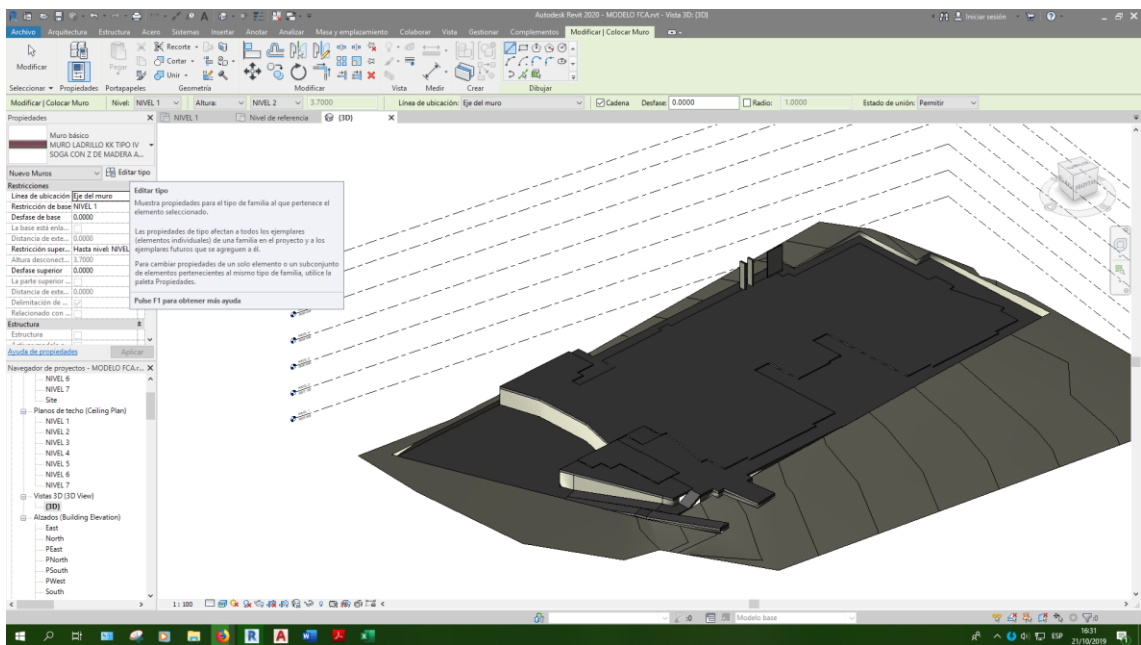 Autodesk Revit 2020 - MODELO FCA.rvt - Vista 3D: {3D}
Iniciar sesión
Archivo Arquitectura Estructura Acero Sistemas Insertar Anotar Analizar Masa y emplazamiento Colaborar Vista Gestionar Complementos Modificar | Colocar Muro
Modificar
Pegar
Recorte
Cortar
Unir
Seleccionar Propiedades Portapapeles Geometría Modificar Vista Medir Crear Dibujar
Modificar | Colocar Muro Nivel: NIVEL 1 Altura: NIVEL 2 3.7000 Línea de ubicación: Eje del muro Cadena Desfase: 0.0000 Radio: 1.0000 Estado de unión: Permitir
Propiedades
NIVEL 1 Nivel de referencia {3D}
Muro básico
MURO LADRILLO KK TIPO IV
SOGA CON Z DE MADERA A...
Nuevo Muros Editar tipo
Restricciones
Línea de ubicación Eje del muro
Restricción de base NIVEL 1
Desfase de base 0.0000
La base está enla...
Distancia de exte... 0.0000
Restricción super... Hasta nivel: NIVEL
Altura desconect... 3.7000
Desfase superior 0.0000
La parte superior ...
Distancia de exte... 0.0000
Delimitación de ...
Relacionado con ...
Estructura
Estructura
Ayuda de propiedades Aplicar
Editar tipo
Muestra propiedades para el tipo de familia al que pertenece el
elemento seleccionado.
Las propiedades de tipo afectan a todos los ejemplares
(elementos individuales) de una familia en el proyecto y a los
ejemplares futuros que se agreguen a él.
Para cambiar propiedades de un solo elemento o un subconjunto
de elementos pertenecientes al mismo tipo de familia, utilice la
paleta Propiedades.
Pulse F1 para obtener más ayuda
Navegador de proyectos - MODELO FCA.r...
NIVEL 6
NIVEL 7
Site
Planos de techo (Ceiling Plan)
NIVEL 1
NIVEL 2
NIVEL 3
NIVEL 4
NIVEL 5
NIVEL 6
NIVEL 7
Vistas 3D (3D View)
{3D}
Alzados (Building Elevation)
East
North
PEast
PNorth
PSouth
PWest
South
1 : 100
:0 Modelo base :0
ESP
16:31
21/10/2019